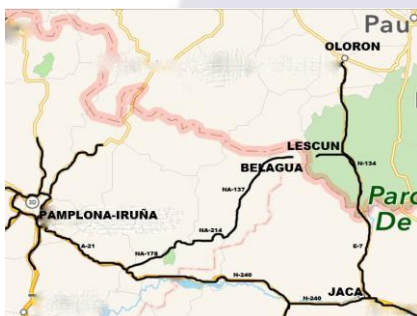 Pau
OLORON
LESCUN
BELAGUA
N-134
NA-137
Parc
De
PAMPLONA-IRUÑA
NA-214
A-21
NA-178
E-7
N-240
JACA
N-240